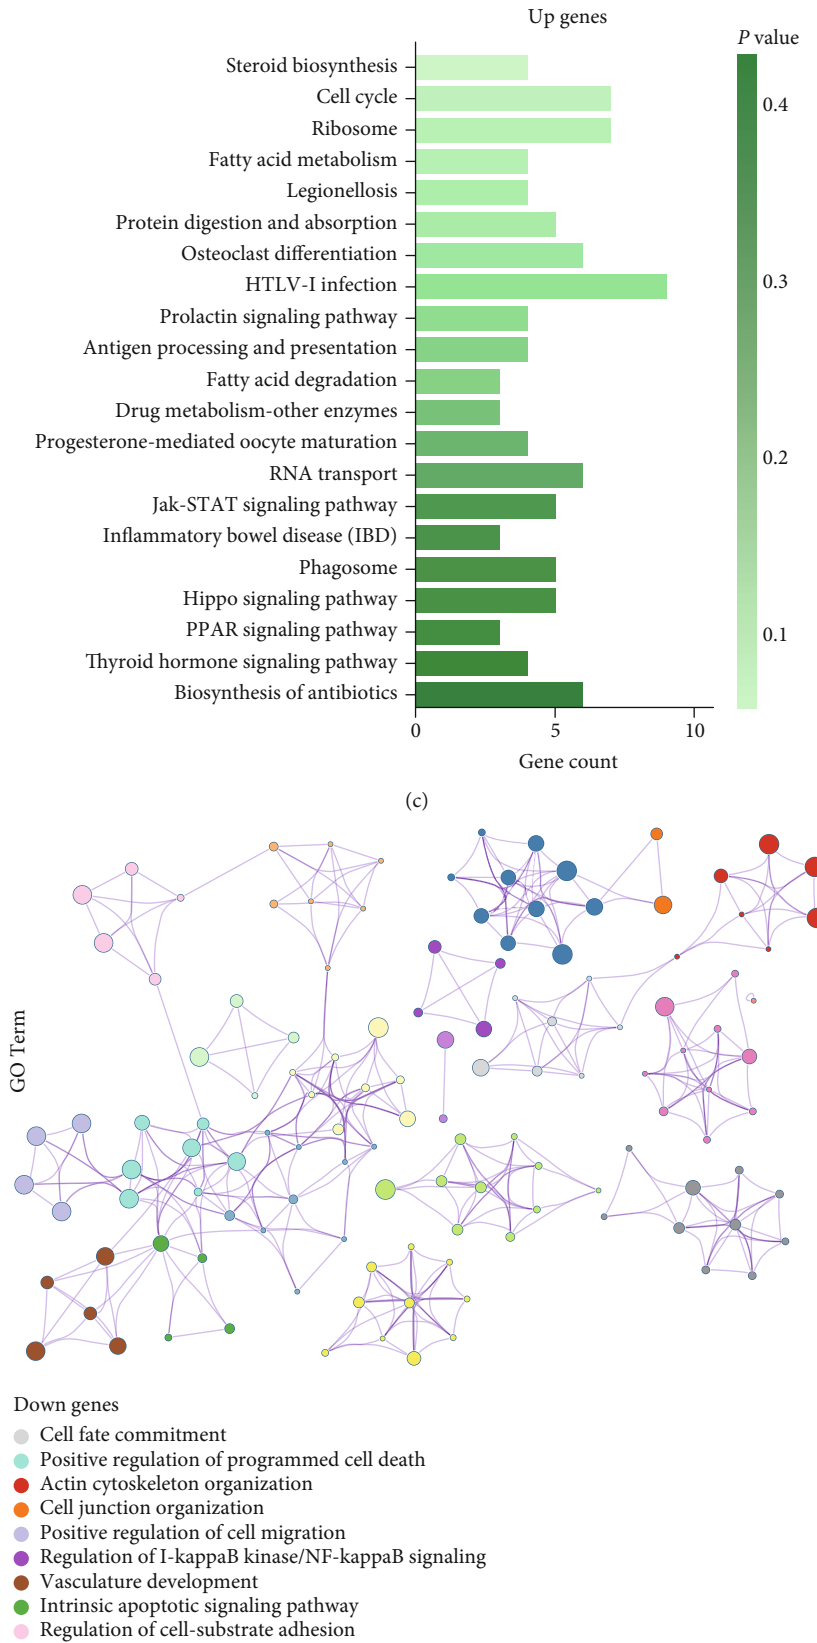 Up genes
P value
Steroid biosynthesis
Cell cycle
Ribosome
Fatty acid metabolism
Legionellosis
Protein digestion and absorption
Osteoclast differentiation
HTLV-I infection
Prolactin signaling pathway
Antigen processing and presentation
Fatty acid degradation
Drug metabolism-other enzymes
Progesterone-mediated oocyte maturation
RNA transport
Jak-STAT signaling pathway
Inflammatory bowel disease (IBD)
Phagosome
Hippo signaling pathway
PPAR signaling pathway
Thyroid hormone signaling pathway
Biosynthesis of antibiotics
0.4
0.3
0.2
0.1
0 5 10
Gene count
(c)
GO Term
Down genes
Cell fate commitment
Positive regulation of programmed cell death
Actin cytoskeleton organization
Cell junction organization
Positive regulation of cell migration
Regulation of I-kappaB kinase/NF-kappaB signaling
Vasculature development
Intrinsic apoptotic signaling pathway
Regulation of cell-substrate adhesion